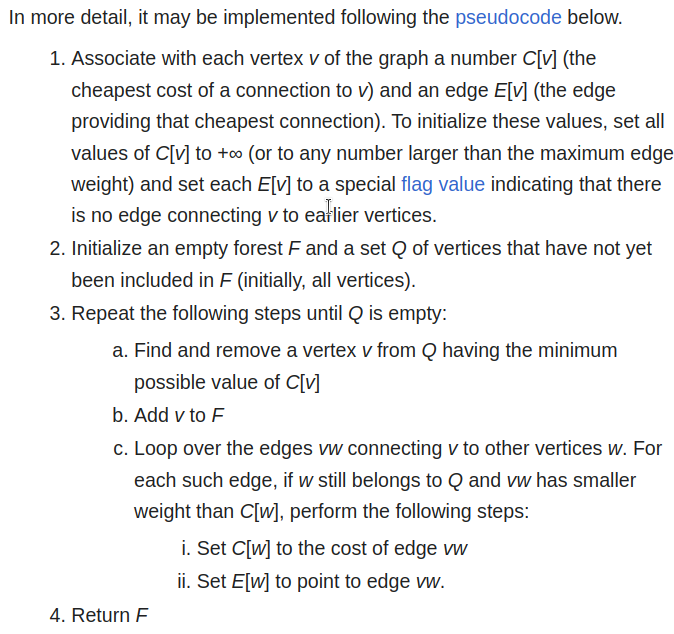 In more detail, it may be implemented following the pseudocode below.
1. Associate with each vertex v of the graph a number C[v] (the
cheapest cost of a connection to v) and an edge E[v] (the edge
providing that cheapest connection). To initialize these values, set all
values of C[v] to +∞ (or to any number larger than the maximum edge
weight) and set each E[v] to a special flag value indicating that there
is no edge connecting v to earlier vertices.
2. Initialize an empty forest F and a set Q of vertices that have not yet
been included in F (initially, all vertices).
3. Repeat the following steps until Q is empty:
a. Find and remove a vertex v from Q having the minimum
possible value of C[v]
b. Add v to F
c. Loop over the edges vw connecting v to other vertices w. For
each such edge, if w still belongs to Q and vw has smaller
weight than C[w], perform the following steps:
i. Set C[w] to the cost of edge vw
ii. Set E[w] to point to edge vw.
4. Return F